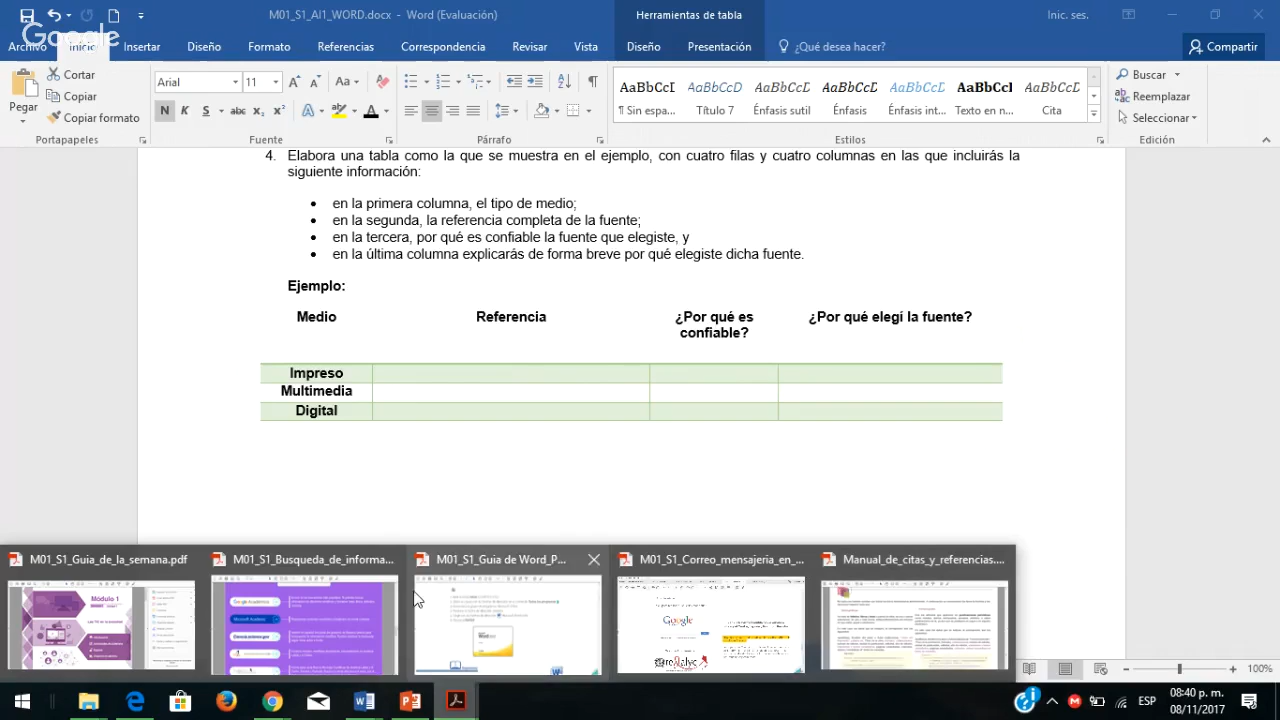 M01_S1_AI1_WORD.docx - Word (Evaluación)
Herramientas de tabla
Inic. ses.
Google
Archivo Inicio Insertar Diseño Formato Referencias Correspondencia Revisar Vista Diseño Presentación ¿Qué desea hacer? Compartir
Pegar
Cortar
Copiar
Copiar formato
Portapapeles
Arial 11
Fuente
Párrafo
AaBbCcI AaBbCcD AaBbCcD AaBbCcD AaBbCcD AaBbCcI AaBbCcD
¶ Sin espa... Título 7 Énfasis sutil Énfasis Énfasis int... Texto en n... Cita
Estilos
Buscar
Reemplazar
Seleccionar
Edición
4. Elabora una tabla como la que se muestra en el ejemplo, con cuatro filas y cuatro columnas en las que incluirás la
siguiente información:
• en la primera columna, el tipo de medio;
• en la segunda, la referencia completa de la fuente;
• en la tercera, por qué es confiable la fuente que elegiste, y
• en la última columna explicarás de forma breve por qué elegiste dicha fuente.
Ejemplo:
Medio Referencia ¿Por qué es ¿Por qué elegí la fuente?
confiable?
Impreso
Multimedia
Digital
M01_S1_Guia_de_la_semana.pdf
M01_S1_Busqueda_de_informa...
M01_S1_Guia de Word_P...
M01_S1_Correo_mensajeria_en_...
Manual_de_citas_y_referencias....
Módulo 1
Google Académico
100%
ESP
08:40 p. m.
08/11/2017